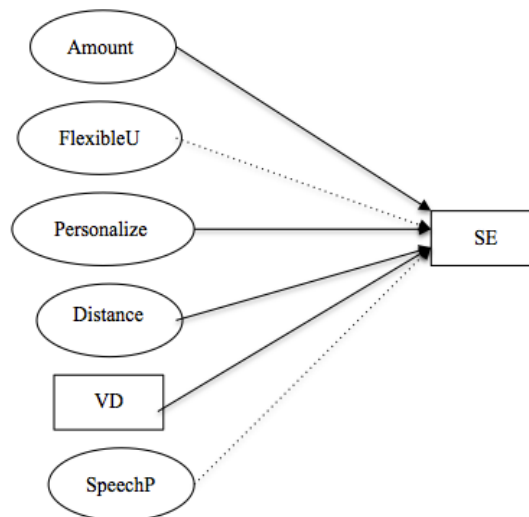 Amount
FlexibleU
Personalize
SE
Distance
VD
SpeechP